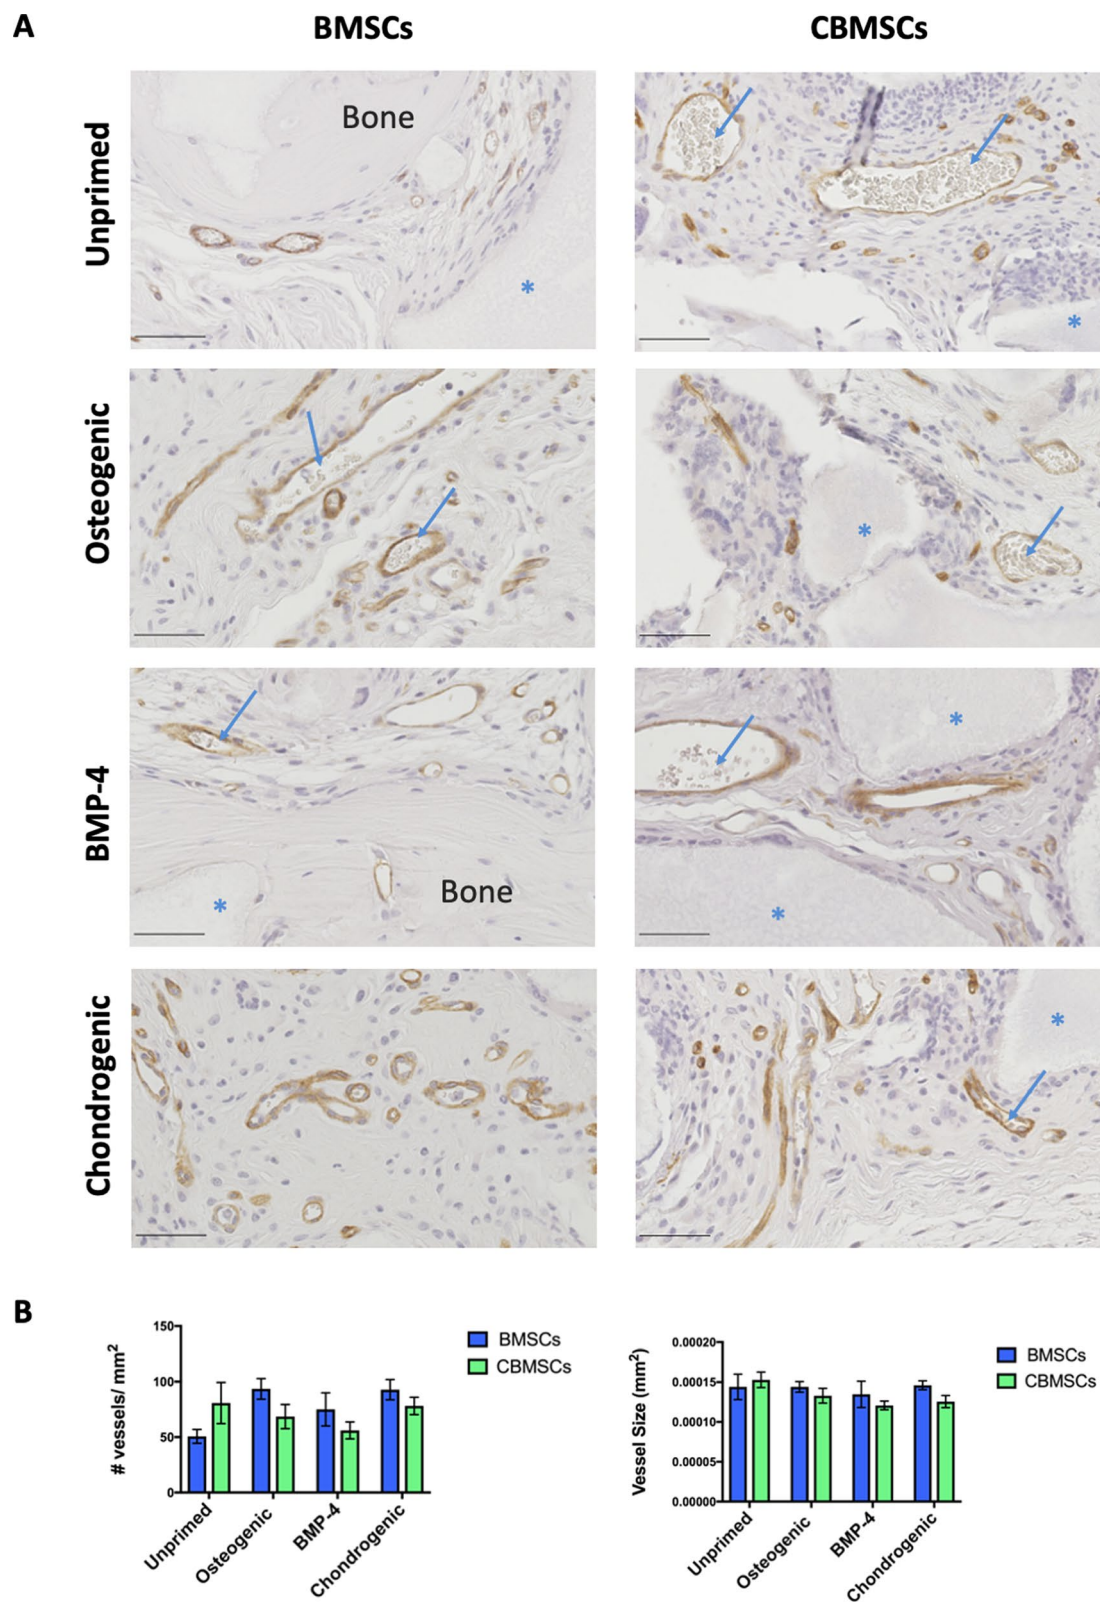 A
BMSCs
CBMSCs
Unprimed
Bone
*
*
Osteogenic
*
BMP-4
*
*
Bone
*
Chondrogenic
*
B
# vessels/ mm²
150
100
50
0
Unprimed
Osteogenic
BMP-4
Chondrogenic
BMSCs
CBMSCs
Vessel Size (mm²)
0.00020
0.00015
0.00010
0.00005
0.00000
Unprimed
Osteogenic
BMP-4
Chondrogenic
BMSCs
CBMSCs